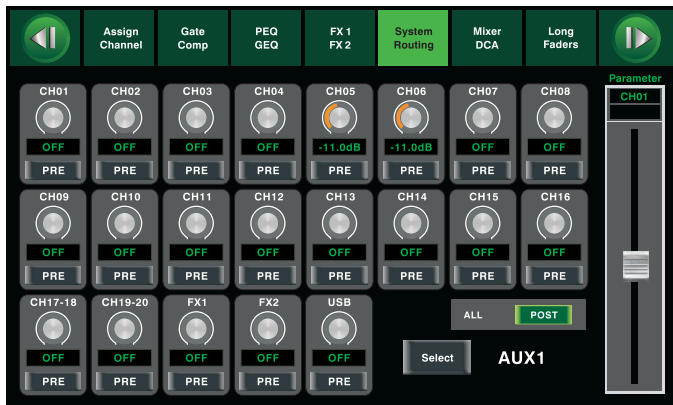 Assign Channel
Gate Comp
PEQ GEQ
FX 1 FX 2
System Routing
Mixer DCA
Long Faders
Parameter
CH01
CH01 CH02 CH03 CH04 CH05 CH06 CH07 CH08
OFF OFF OFF OFF -11.0dB -11.0dB OFF OFF
PRE PRE PRE PRE PRE PRE PRE PRE
CH09 CH10 CH11 CH12 CH13 CH14 CH15 CH16
OFF OFF OFF OFF OFF OFF OFF OFF
PRE PRE PRE PRE PRE PRE PRE PRE
CH17-18 CH19-20 FX1 FX2 USB
OFF OFF OFF OFF OFF
PRE PRE PRE PRE PRE
ALL POST
Select AUX1